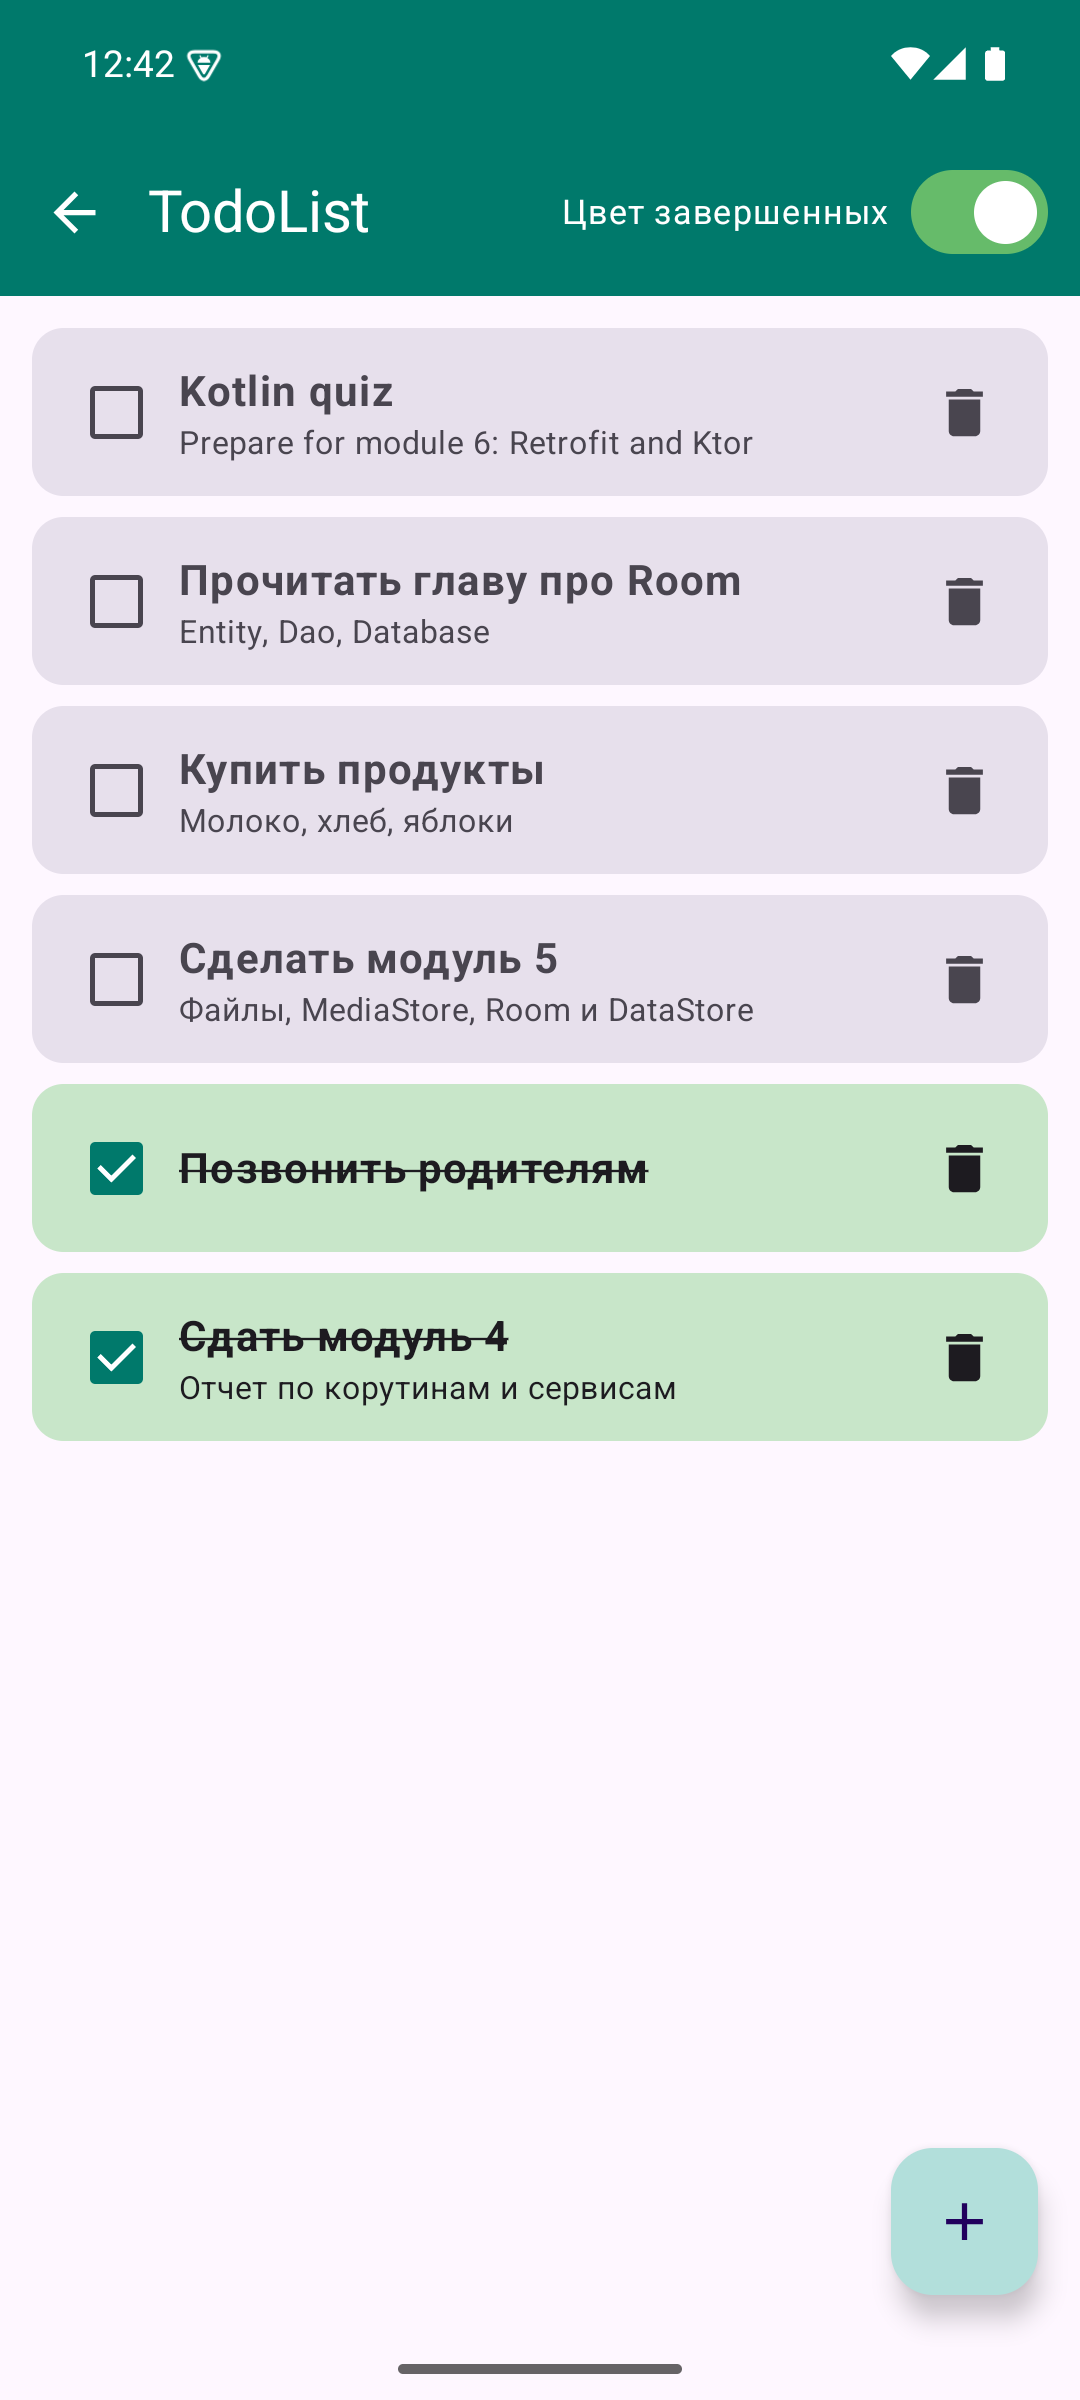 12:42
TodoList
Цвет завершенных
Kotlin quiz
Prepare for module 6: Retrofit and Ktor
Прочитать главу про Room
Entity, Dao, Database
Купить продукты
Молоко, хлеб, яблоки
Сделать модуль 5
Файлы, MediaStore, Room и DataStore
Позвонить родителям
Сдать модуль 4
Отчет по корутинам и сервисам